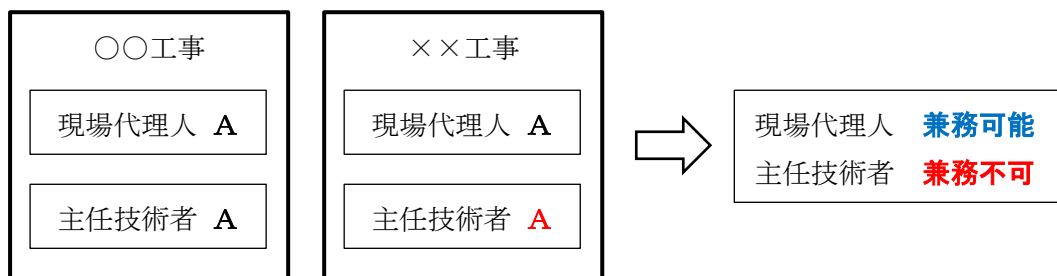 ○○工事
現場代理人 A
主任技術者 A
××工事
現場代理人 A
主任技術者 A
現場代理人 兼務可能
主任技術者 兼務不可